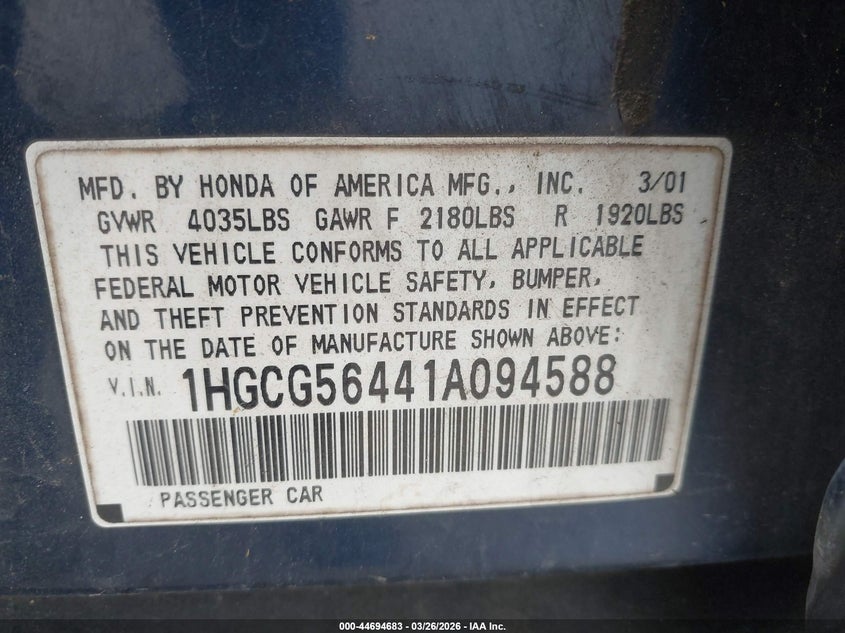 MFD. BY HONDA OF AMERICA MFG., INC. 3/01
GVWR 4035LBS GAWR F 2180LBS R 1920LBS
THIS VEHICLE CONFORMS TO ALL APPLICABLE
FEDERAL MOTOR VEHICLE SAFETY, BUMPER,
AND THEFT PREVENTION STANDARDS IN EFFECT
ON THE DATE OF MANUFACTURE SHOWN ABOVE:
V.I.N. 1HGCG56441A094588
PASSENGER CAR
000-44694683 - 03/26/2026 - IAA Inc.